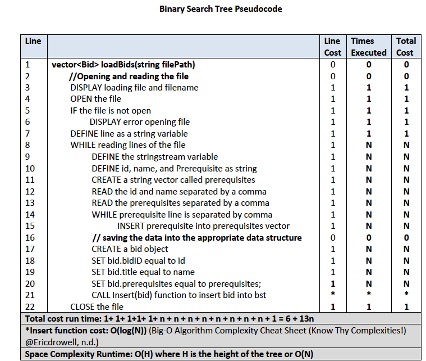 Binary Search Tree Pseudocode
Line Line Cost Times Executed Total Cost
1 vector<Bid> loadBids(string filePath) 0 0 0
2 //Opening and reading the file 0 0 0
3 DISPLAY loading file and filename 1 1 1
4 OPEN the file 1 1 1
5 IF the file is not open 1 1 1
6 DISPLAY error opening file 1 1 1
7 DEFINE line as a string variable 1 1 1
8 WHILE reading lines of the file 1 N N
9 DEFINE the stringstream variable 1 N N
10 DEFINE id, name, and Prerequisite as string 1 N N
11 CREATE a string vector called prerequisites 1 N N
12 READ the id and name separated by a comma 1 N N
13 READ the prerequisites separated by a comma 1 N N
14 WHILE prerequisite line is separated by comma 1 N N
15 INSERT prerequisite into prerequisites vector 1 N N
16 // saving the data into the appropriate data structure 0 0 0
17 CREATE a bid object 1 N N
18 SET bid.bidID equal to Id 1 N N
19 SET bid.title equal to name 1 N N
20 SET bid.prerequisites equal to prerequisites; 1 N N
21 CALL Insert(bid) function to insert bid into bst * * *
22 CLOSE the file 1 1 1
Total cost run time: 1+ 1+ 1+1+ 1+ n + n + n + n + n + n + n + n + 1 = 6 + 13n
*Insert function cost: O(log(N)) (Big-O Algorithm Complexity Cheat Sheet (Know Thy Complexities!)
@Ericdrowell, n.d.)
Space Complexity Runtime: O(H) where H is the height of the tree or O(N)